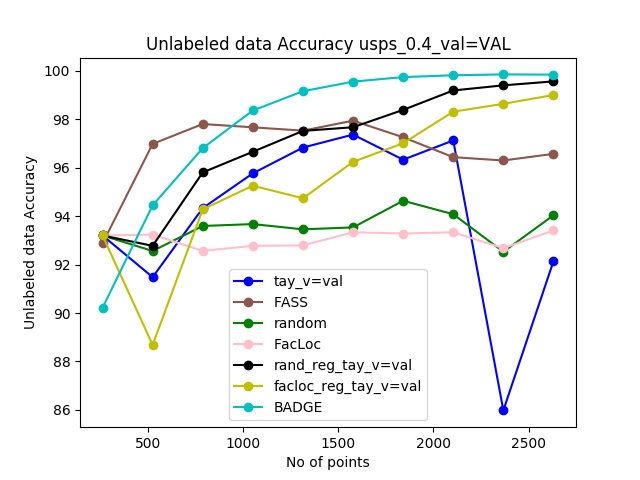 Unlabeled data Accuracy usps_0.4_val=VAL
Unlabeled data Accuracy
100
98
96
94
92
90
88
86
tay_v=val
FASS
random
FacLoc
rand_reg_tay_v=val
facloc_reg_tay_v=val
BADGE
500
1000
1500
2000
2500
No of points